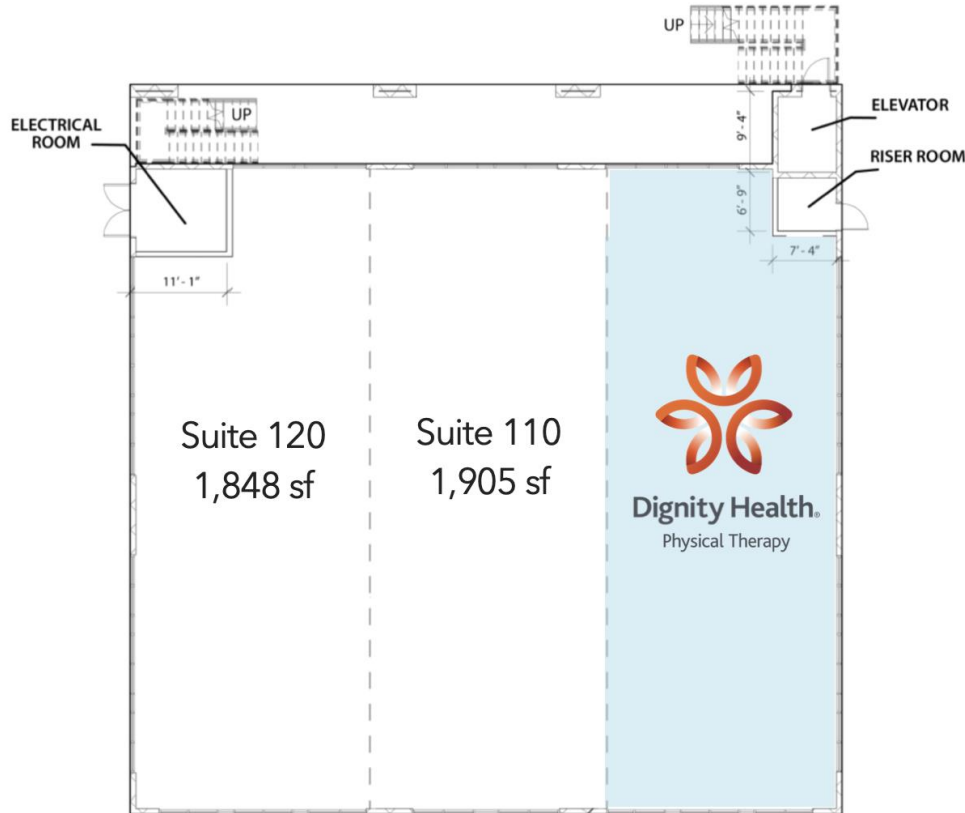 UP
ELEVATOR
ELECTRICAL
ROOM
UP
9' - 4"
RISER ROOM
6' - 9"
7' - 4"
11' - 1"
Suite 120
1,848 sf
Suite 110
1,905 sf
Dignity Health®
Physical Therapy